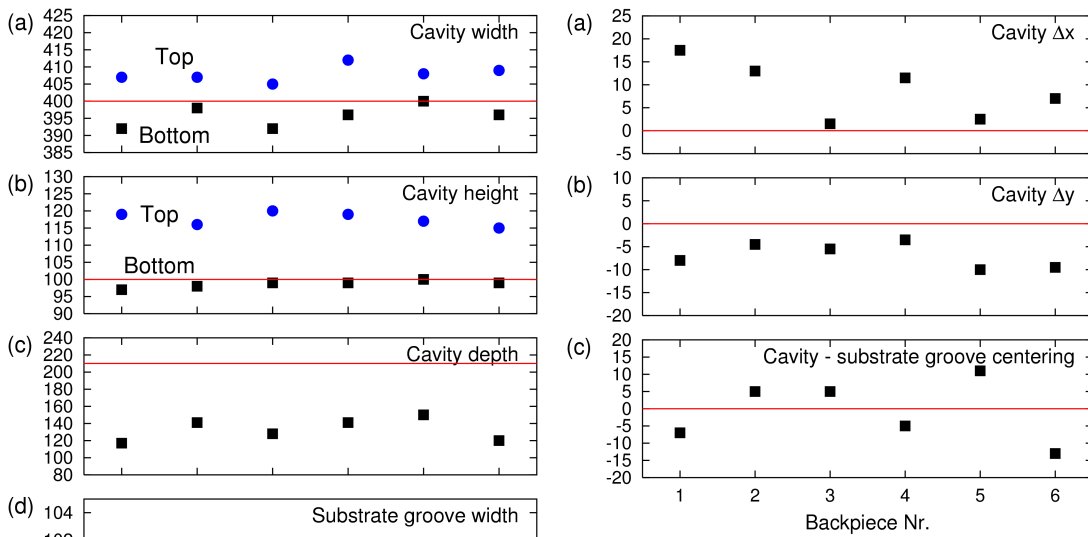 (a)
425
420
415
410
405
400
395
390
385
Cavity width
Top
Bottom
(b)
130
125
120
115
110
105
100
95
90
Cavity height
Top
Bottom
(c)
240
220
200
180
160
140
120
100
80
Cavity depth
(d)
104
Substrate groove width
(a)
25
20
15
10
5
0
-5
Cavity Δx
(b)
10
5
0
-5
-10
-15
-20
Cavity Δy
(c)
20
15
10
5
0
-5
-10
-15
-20
Cavity - substrate groove centering
1 2 3 4 5 6
Backpiece Nr.